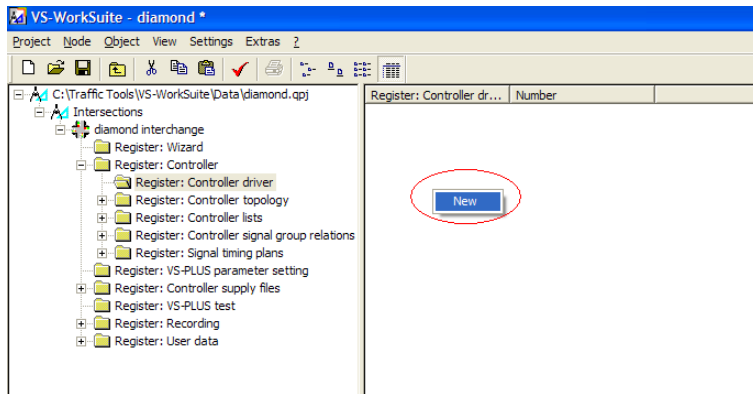 VS-WorkSuite - diamond *
Project Node Object View Settings Extras ?
C:\Traffic Tools\VS-WorkSuite\Data\diamond.qpj
Intersections
diamond interchange
Register: Wizard
Register: Controller
Register: Controller driver
Register: Controller topology
Register: Controller lists
Register: Controller signal group relations
Register: Signal timing plans
Register: VS-PLUS parameter setting
Register: Controller supply files
Register: VS-PLUS test
Register: Recording
Register: User data
Register: Controller dr... Number
New